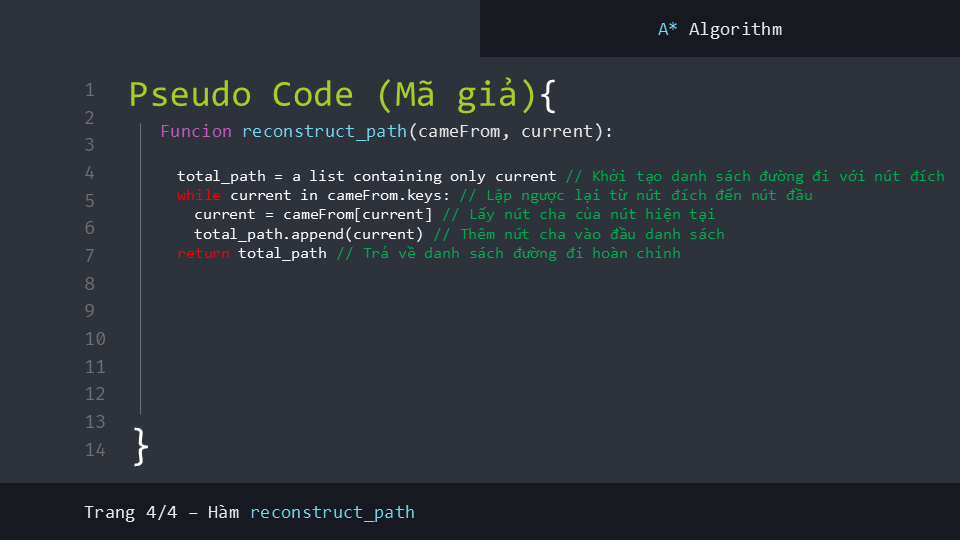 A* Algorithm
1
2
3
4
5
6
7
8
9
10
11
12
13
14
Pseudo Code (Mã giả){
Funcion reconstruct_path(cameFrom, current):
total_path = a list containing only current // Khởi tạo danh sách đường đi với nút đích
while current in cameFrom.keys: // Lặp ngược lại từ nút đích đến nút đầu
current = cameFrom[current] // Lấy nút cha của nút hiện tại
total_path.append(current) // Thêm nút cha vào đầu danh sách
return total_path // Trả về danh sách đường đi hoàn chỉnh
}
Trang 4/4 – Hàm reconstruct_path